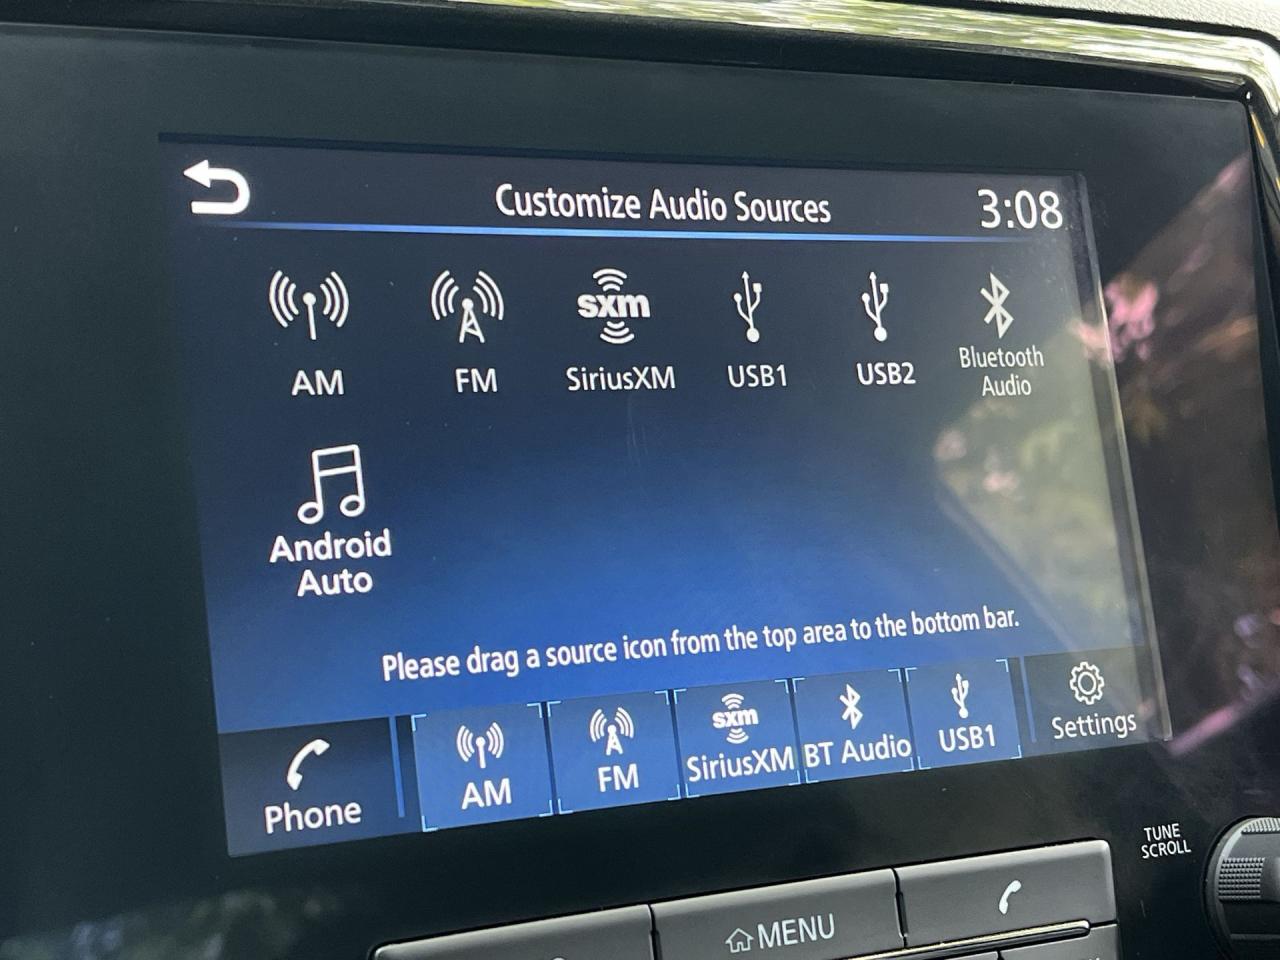 Customize Audio Sources
3:08
AM
FM
sxm
SiriusXM
USB1
USB2
Bluetooth
Audio
Android
Auto
Please drag a source icon from the top area to the bottom bar.
Phone
AM
FM
sxm
SiriusXM
BT Audio
USB1
Settings
TUNE
SCROLL
MENU